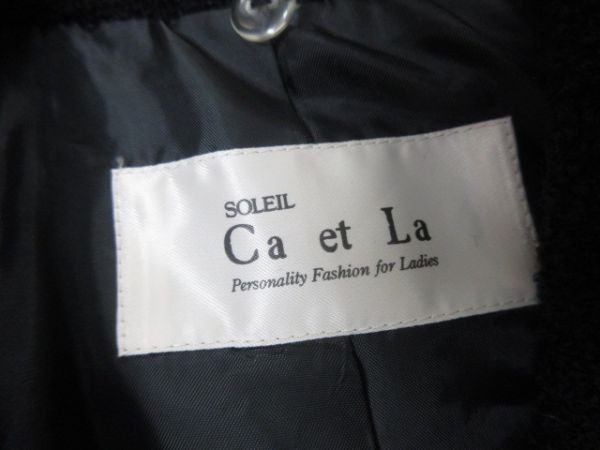 SOLEIL
Ca et La
Personality Fashion for Ladies